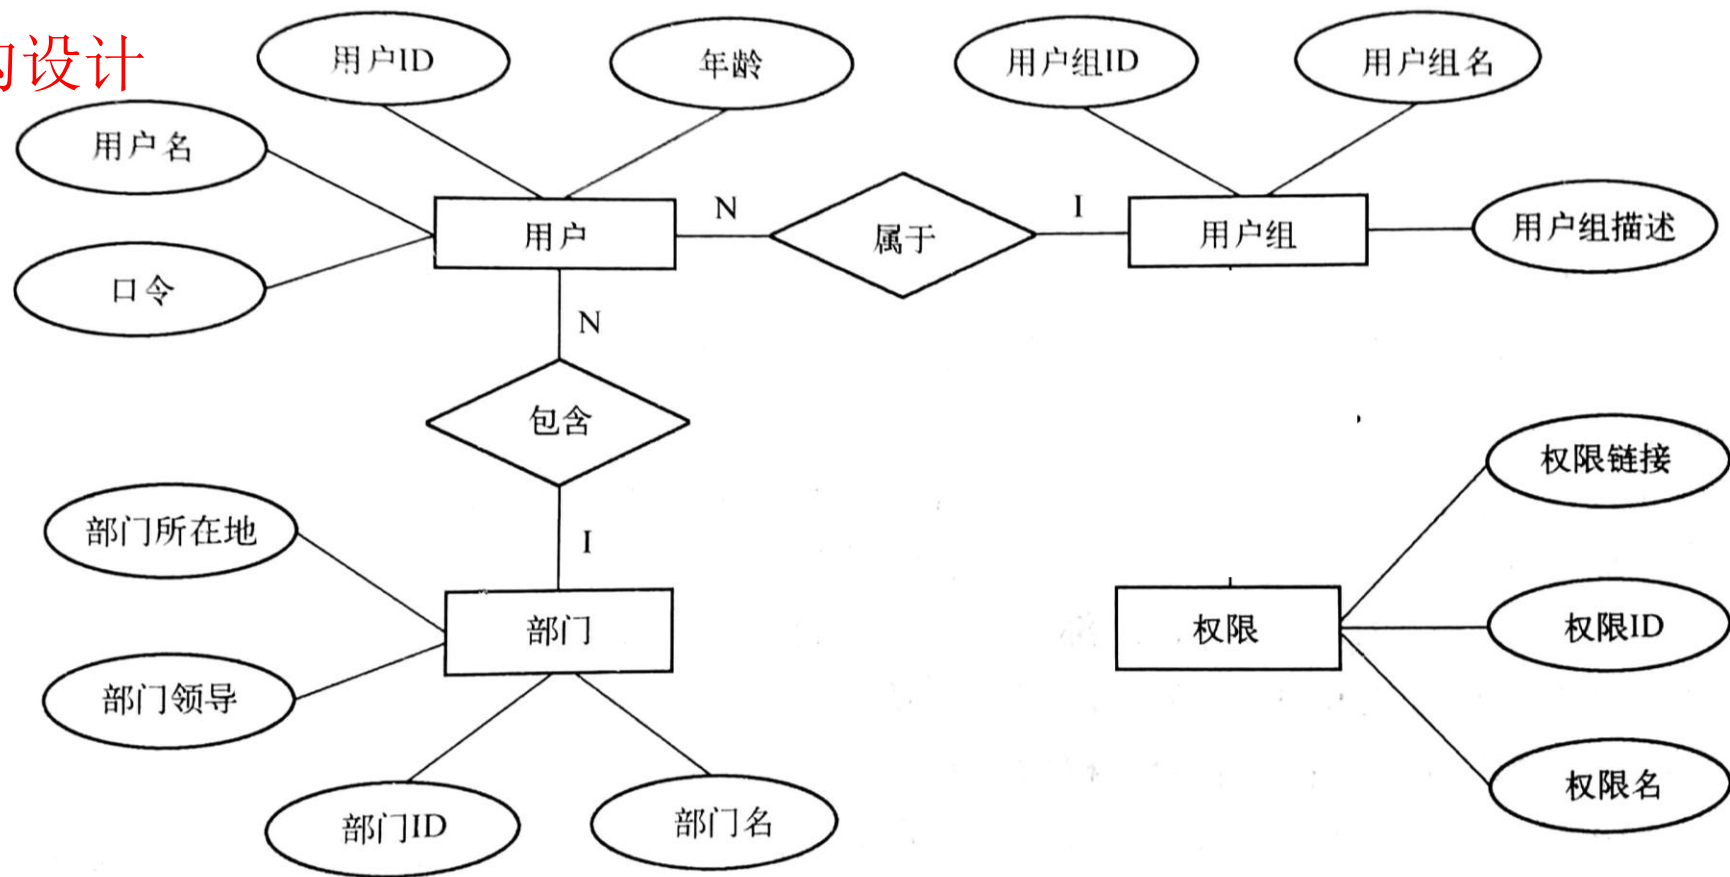 的设计
用户ID
年龄
用户组ID
用户组名
用户名
用户
N
属于
I
用户组
用户组描述
口令
N
包含
权限链接
部门所在地
I
部门
权限
权限ID
部门领导
部门ID
部门名
权限名